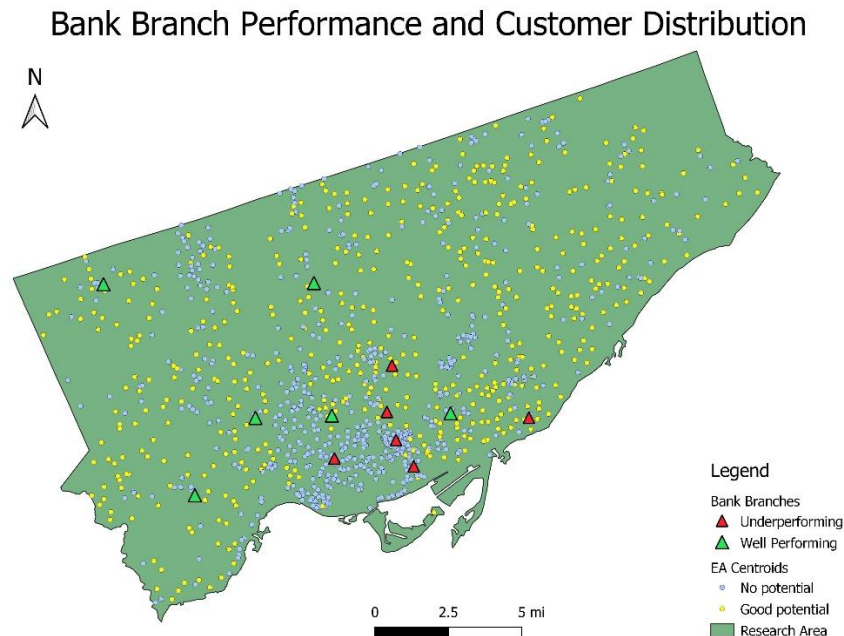 Bank Branch Performance and Customer Distribution
N
Legend
Bank Branches
Underperforming
Well Performing
EA Centroids
No potential
Good potential
Research Area
0 2.5 5 mi